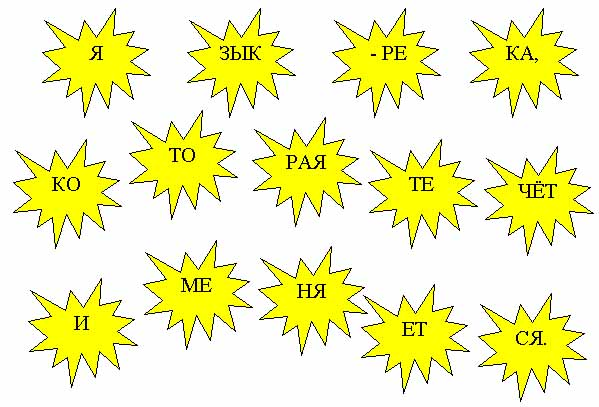 Я ЗЫК - РЕ КА,
КО ТО РАЯ ТЕ ЧЁТ
И МЕ НЯ ЕТ СЯ.